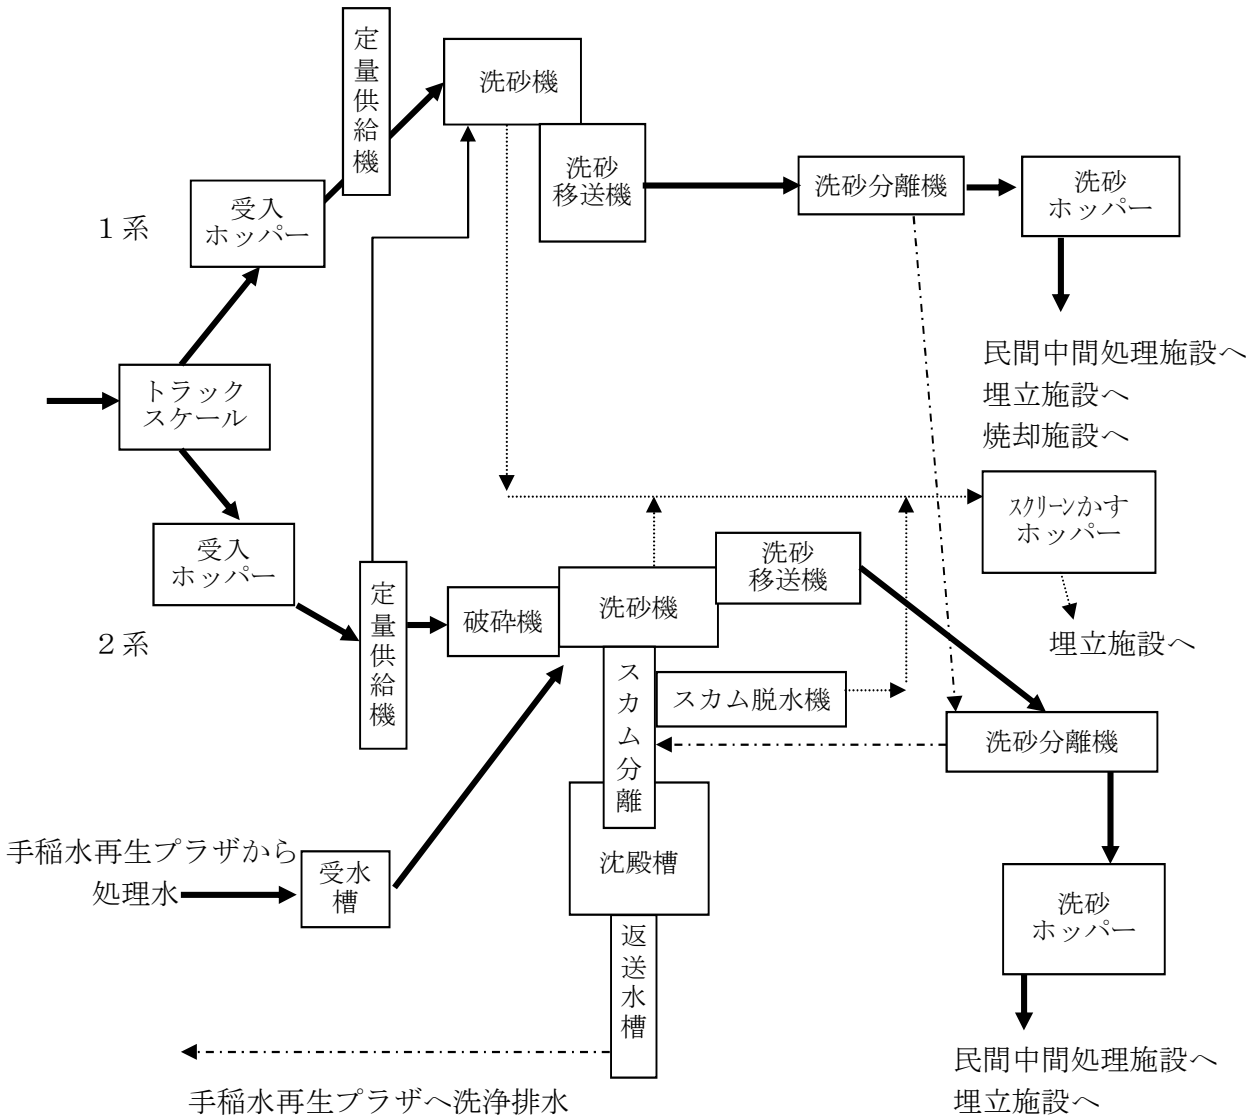 定量供給機
洗砂機
洗砂
移送機
洗砂分離機
洗砂
ホッパー
受入
ホッパー
１系
民間中間処理施設へ
埋立施設へ
焼却施設へ
トラック
スケール
スクリーンかす
ホッパー
受入
ホッパー
洗砂
移送機
定量供給機
破砕機
洗砂機
２系
埋立施設へ
スカム分離
スカム脱水機
洗砂分離機
手稲水再生プラザから
処理水
受水
槽
沈殿槽
洗砂
ホッパー
返送水槽
民間中間処理施設へ
埋立施設へ
手稲水再生プラザへ洗浄排水